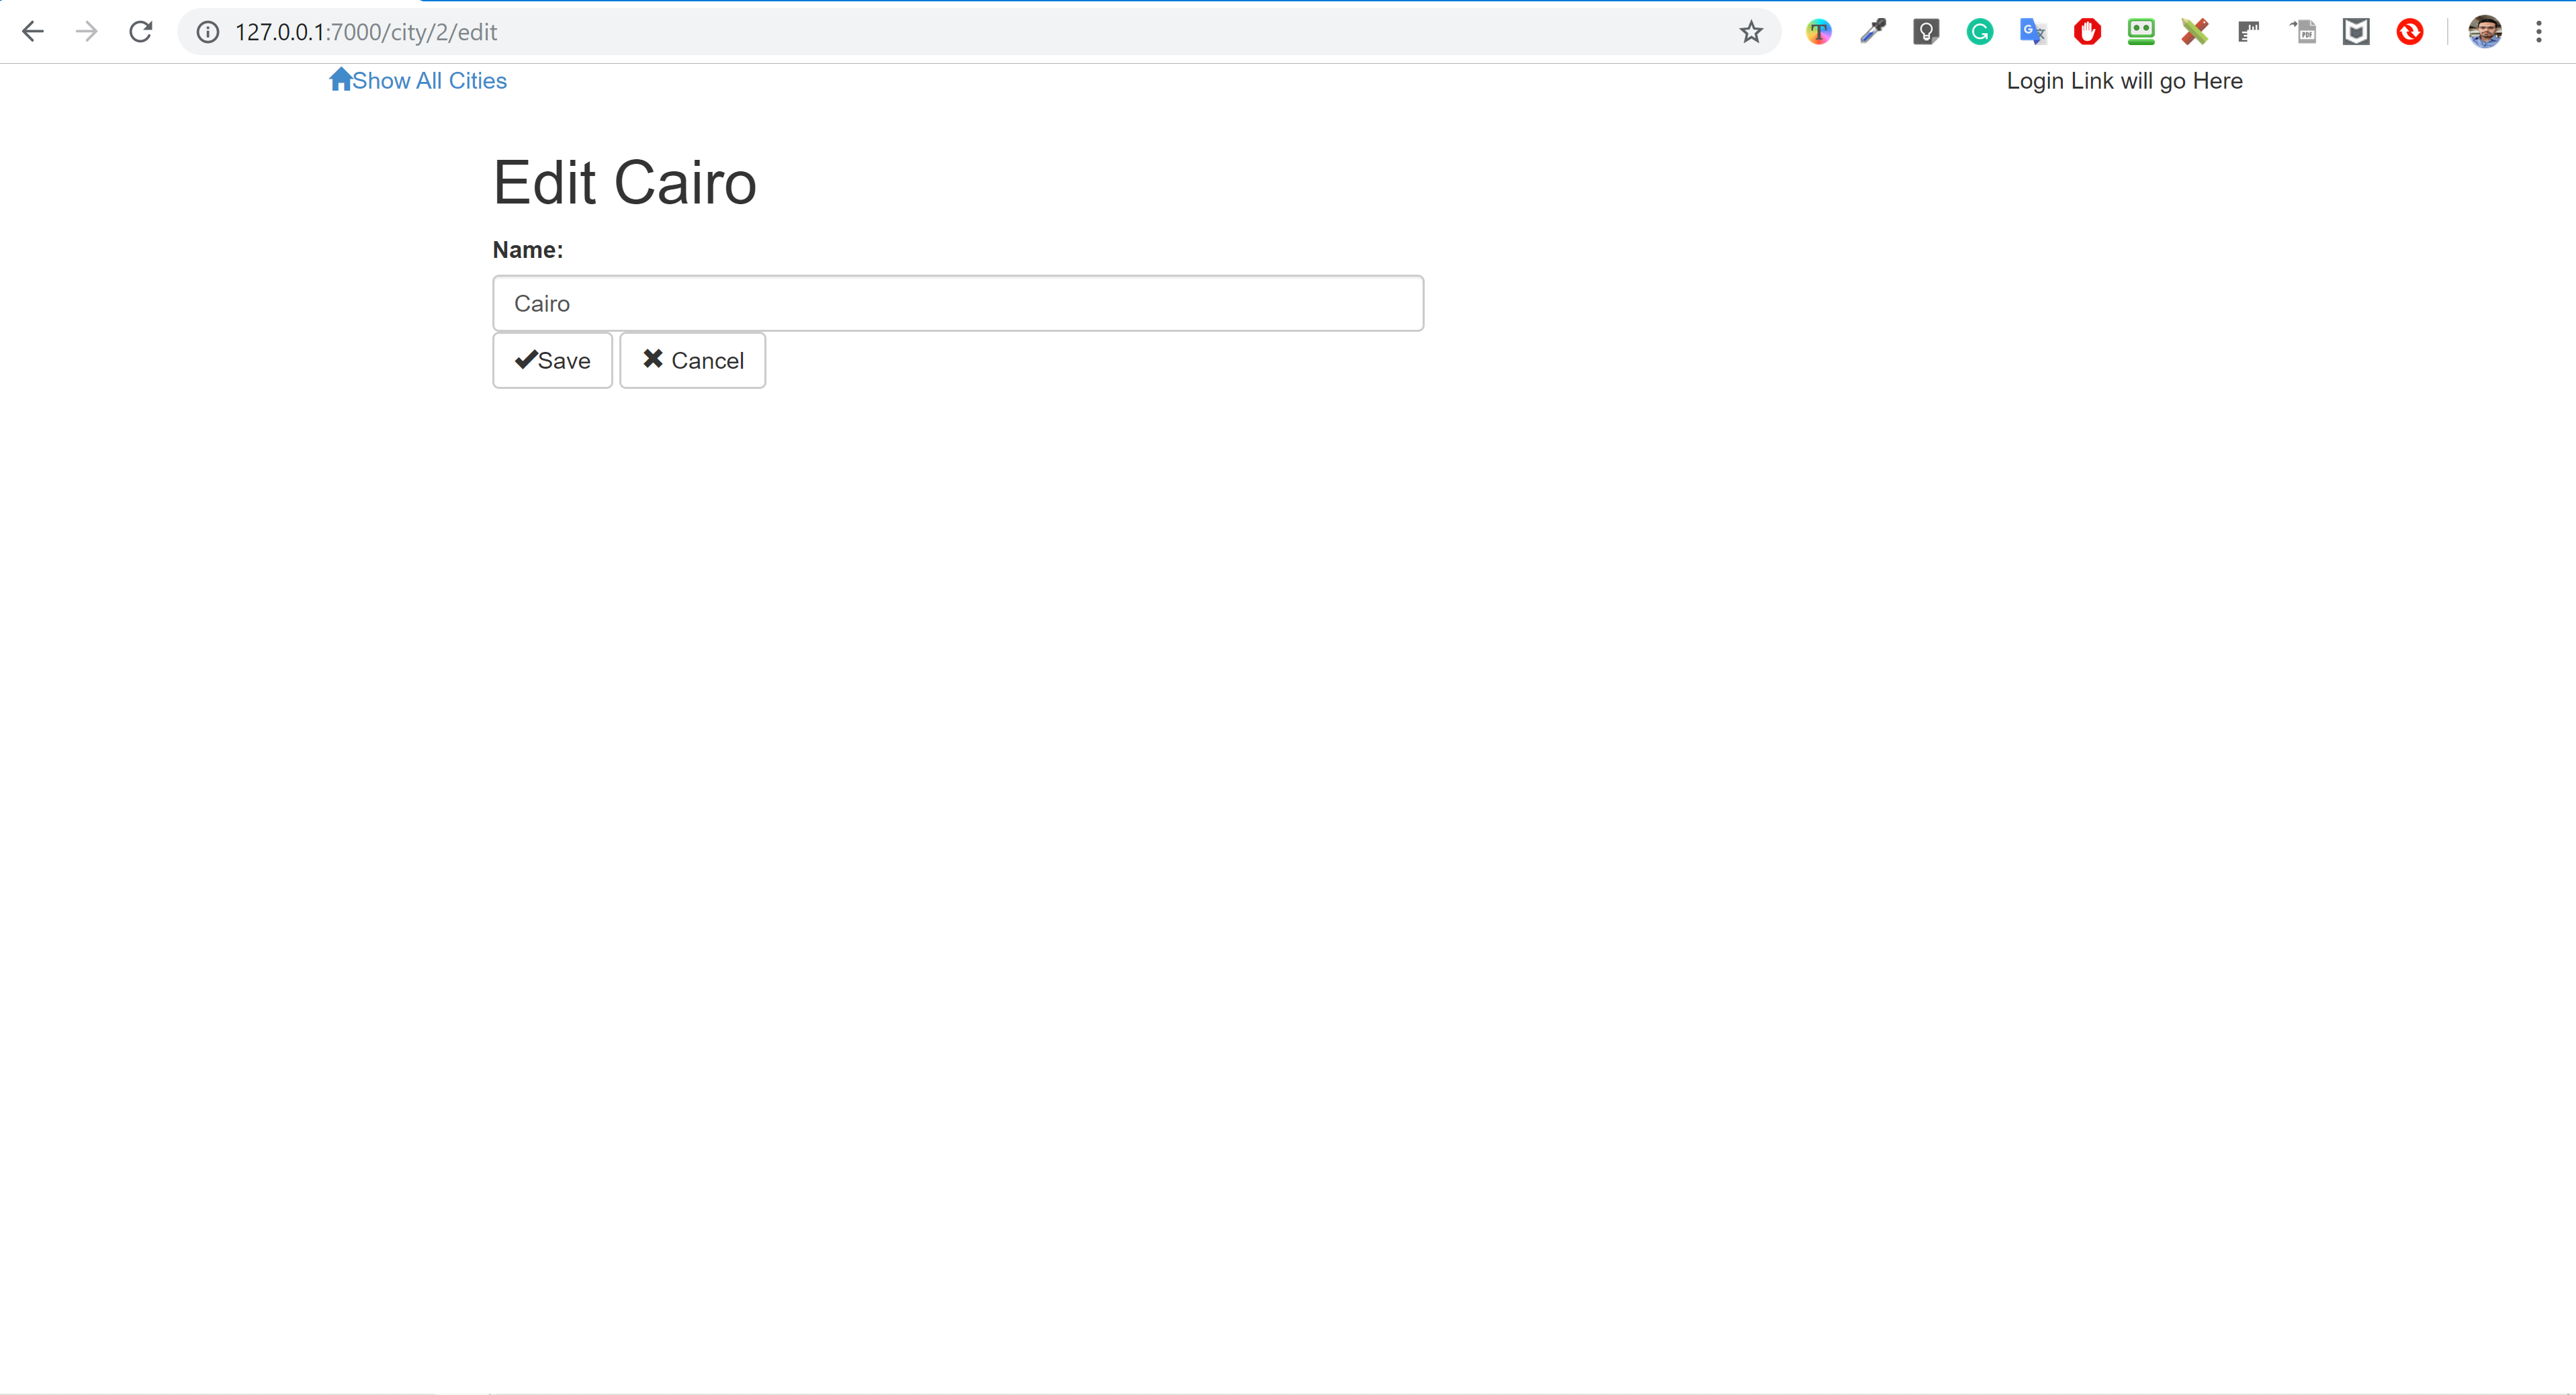 127.0.0.1:7000/city/2/edit
Show All Cities
Login Link will go Here
Edit Cairo
Name:
Cairo
Save
Cancel